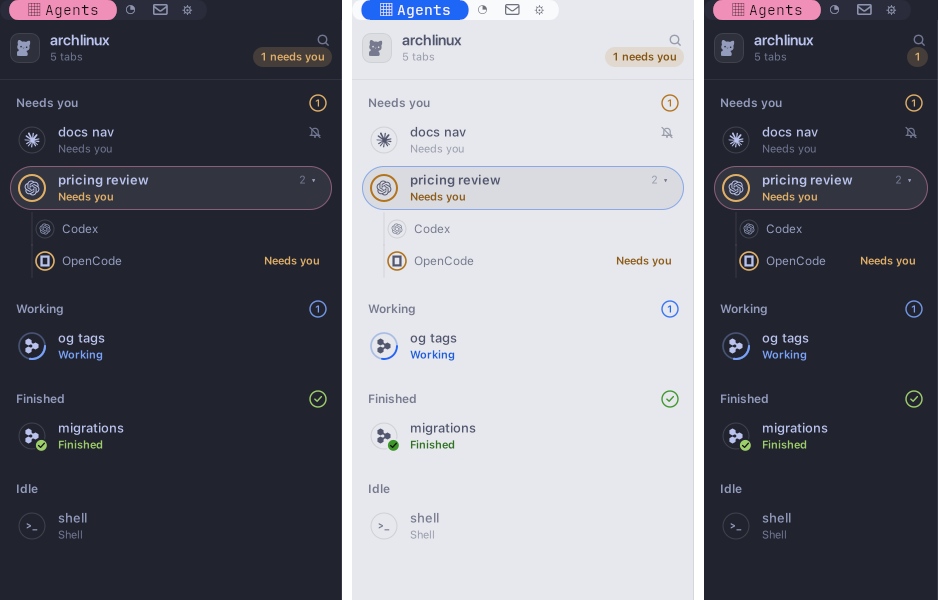 Agents
archlinux
5 tabs
1 needs you
Needs you
1
docs nav
Needs you
pricing review
2
Needs you
Codex
OpenCode
Needs you
Working
1
og tags
Working
Finished
migrations
Finished
Idle
>_
shell
Shell
Agents
archlinux
5 tabs
1 needs you
Needs you
1
docs nav
Needs you
pricing review
2
Needs you
Codex
OpenCode
Needs you
Working
1
og tags
Working
Finished
migrations
Finished
Idle
>_
shell
Shell
Agents
archlinux
5 tabs
1
Needs you
1
docs nav
Needs you
pricing review
2
Needs you
Codex
OpenCode
Needs you
Working
1
og tags
Working
Finished
migrations
Finished
Idle
>_
shell
Shell